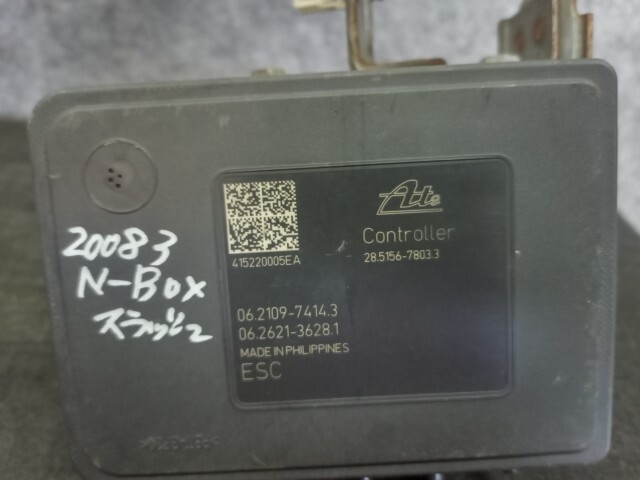 Ate
Controller
415220005EA
28.5156-7803.3
06.2109-7414.3
06.2621-3628.1
MADE IN PHILIPPINES
ESC
20083
N-BOX
スラッシュ